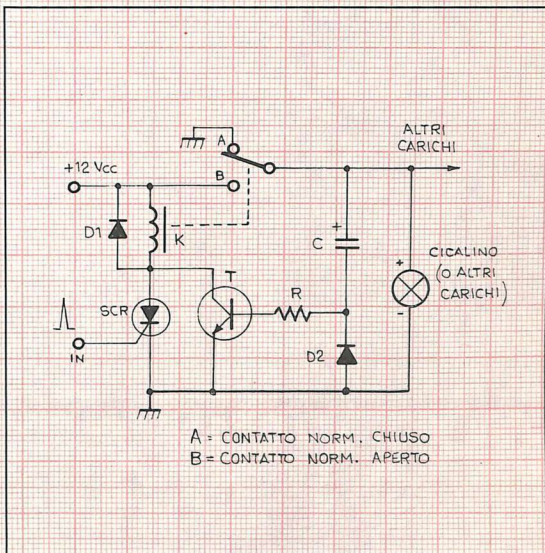 ALTRI
CARICHI
A
+12 Vcc
B
D1
K
C
+
CICALINO
(O ALTRI
CARICHI)
+
-
SCR
T
R
D2
IN
A = CONTATTO NORM. CHIUSO
B = CONTATTO NORM. APERTO